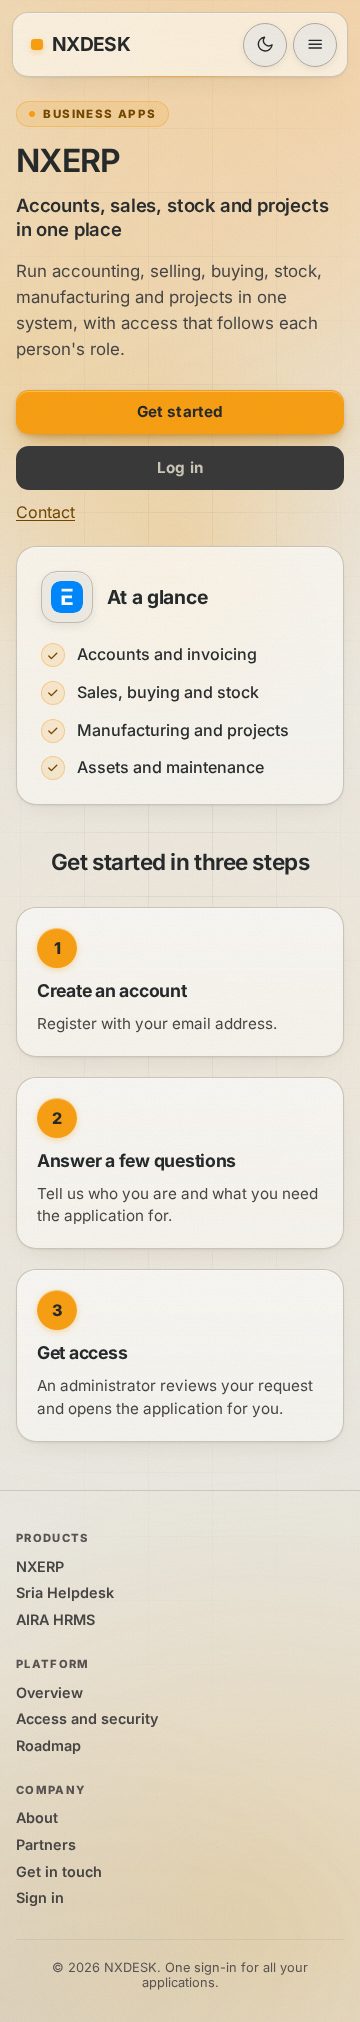 NXDESK
BUSINESS APPS
NXERP
Accounts, sales, stock and projects
in one place
Run accounting, selling, buying, stock,
manufacturing and projects in one
system, with access that follows each
person's role.
Get started
Log in
Contact
At a glance
Accounts and invoicing
Sales, buying and stock
Manufacturing and projects
Assets and maintenance
Get started in three steps
1
Create an account
Register with your email address.
2
Answer a few questions
Tell us who you are and what you need
the application for.
3
Get access
An administrator reviews your request
and opens the application for you.
PRODUCTS
NXERP
Sria Helpdesk
AIRA HRMS
PLATFORM
Overview
Access and security
Roadmap
COMPANY
About
Partners
Get in touch
Sign in
© 2026 NXDESK. One sign-in for all your
applications.